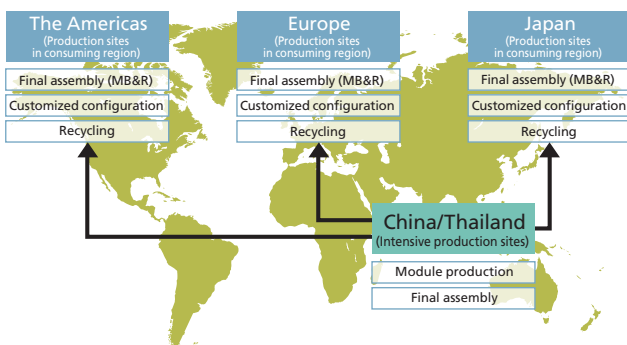 The Americas
(Production sites
in consuming region)
Final assembly (MB&R)
Customized configuration
Recycling
Europe
(Production sites
in consuming region)
Final assembly (MB&R)
Customized configuration
Recycling
Japan
(Production sites
in consuming region)
Final assembly (MB&R)
Customized configuration
Recycling
China/Thailand
(Intensive production sites)
Module production
Final assembly